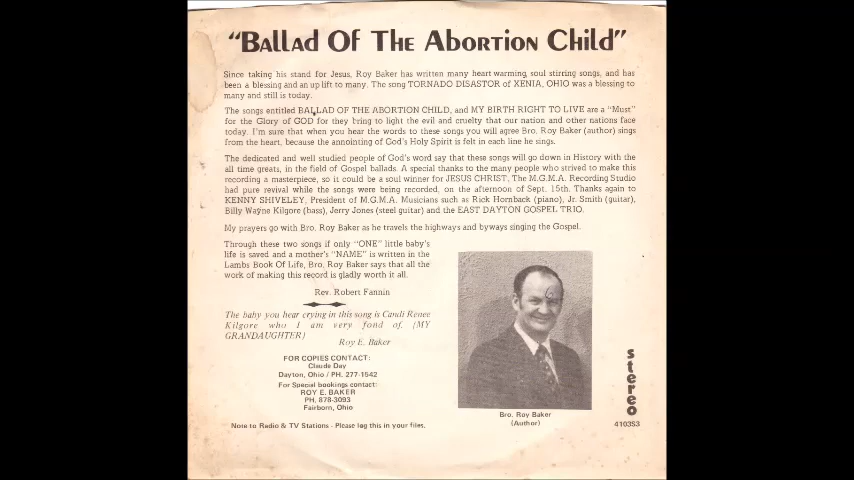 "Ballad Of The Abortion Child"
Since taking his stand for Jesus, Roy Baker has written many heart warming, soul stirring songs, and has
been a blessing and an up lift to many. The song TORNADO DISASTOR of XENIA, OHIO was a blessing to
many and still is today.
The songs entitled BALLAD OF THE ABORTION CHILD, and MY BIRTH RIGHT TO LIVE are a "Must"
for the Glory of GOD for they bring to light the evil and cruelty that our nation and other nations face
today. I'm sure that when you hear the words to these songs you will agree Bro. Roy Baker (author) sings
from the heart, because the annointing of God's Holy Spirit is felt in each line he sings.
The dedicated and well studied people of God's word say that these songs will go down in History with the
all time greats, in the field of Gospel ballads. A special thanks to the many people who strived to make this
recording a masterpiece, so it could be a soul winner for JESUS CHRIST. The M.G.M.A. Recording Studio
had pure revival while the songs were being recorded, on the afternoon of Sept. 15th. Thanks again to
KENNY SHIVELEY, President of M.G.M.A. Musicians such as Rick Hornback (piano), Jr. Smith (guitar),
Billy Wayne Kilgore (bass), Jerry Jones (steel guitar) and the EAST DAYTON GOSPEL TRIO.
My prayers go with Bro. Roy Baker as he travels the highways and byways singing the Gospel.
Through these two songs if only "ONE" little baby's
life is saved and a mother's "NAME" is written in the
Lambs Book Of Life, Bro. Roy Baker says that all the
work of making this record is gladly worth it all.
Rev. Robert Fannin
The baby you hear crying in this song is Candi Renee
Kilgore who I am very fond of. (MY
GRANDAUGHTER)
Roy E. Baker
FOR COPIES CONTACT:
Claude Day
Dayton, Ohio / PH. 277-1542
For Special bookings contact:
ROY E. BAKER
PH. 878-3093
Fairborn, Ohio
Note to Radio & TV Stations - Please log this in your files.
Bro. Roy Baker
(Author)
stereo
410353